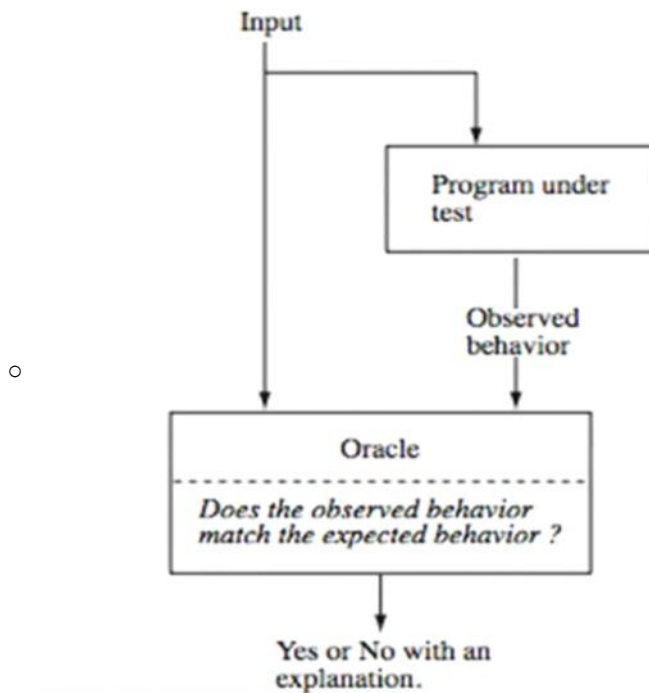 Input
Program under
test
Observed
behavior
Oracle
Does the observed behavior
match the expected behavior ?
Yes or No with an
explanation.